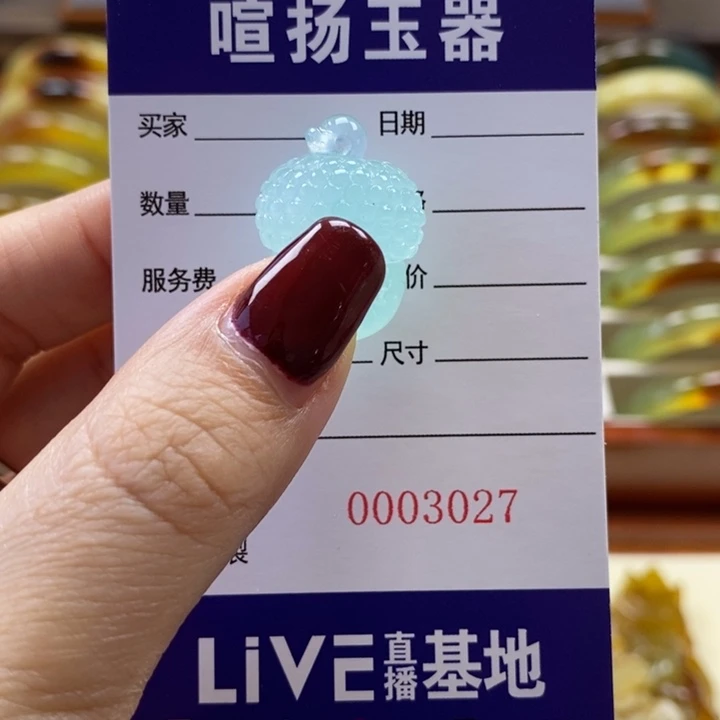 喧扬玉器
买家 日期
数量
服务费 价
尺寸
0003027
製
LiVE直播基地